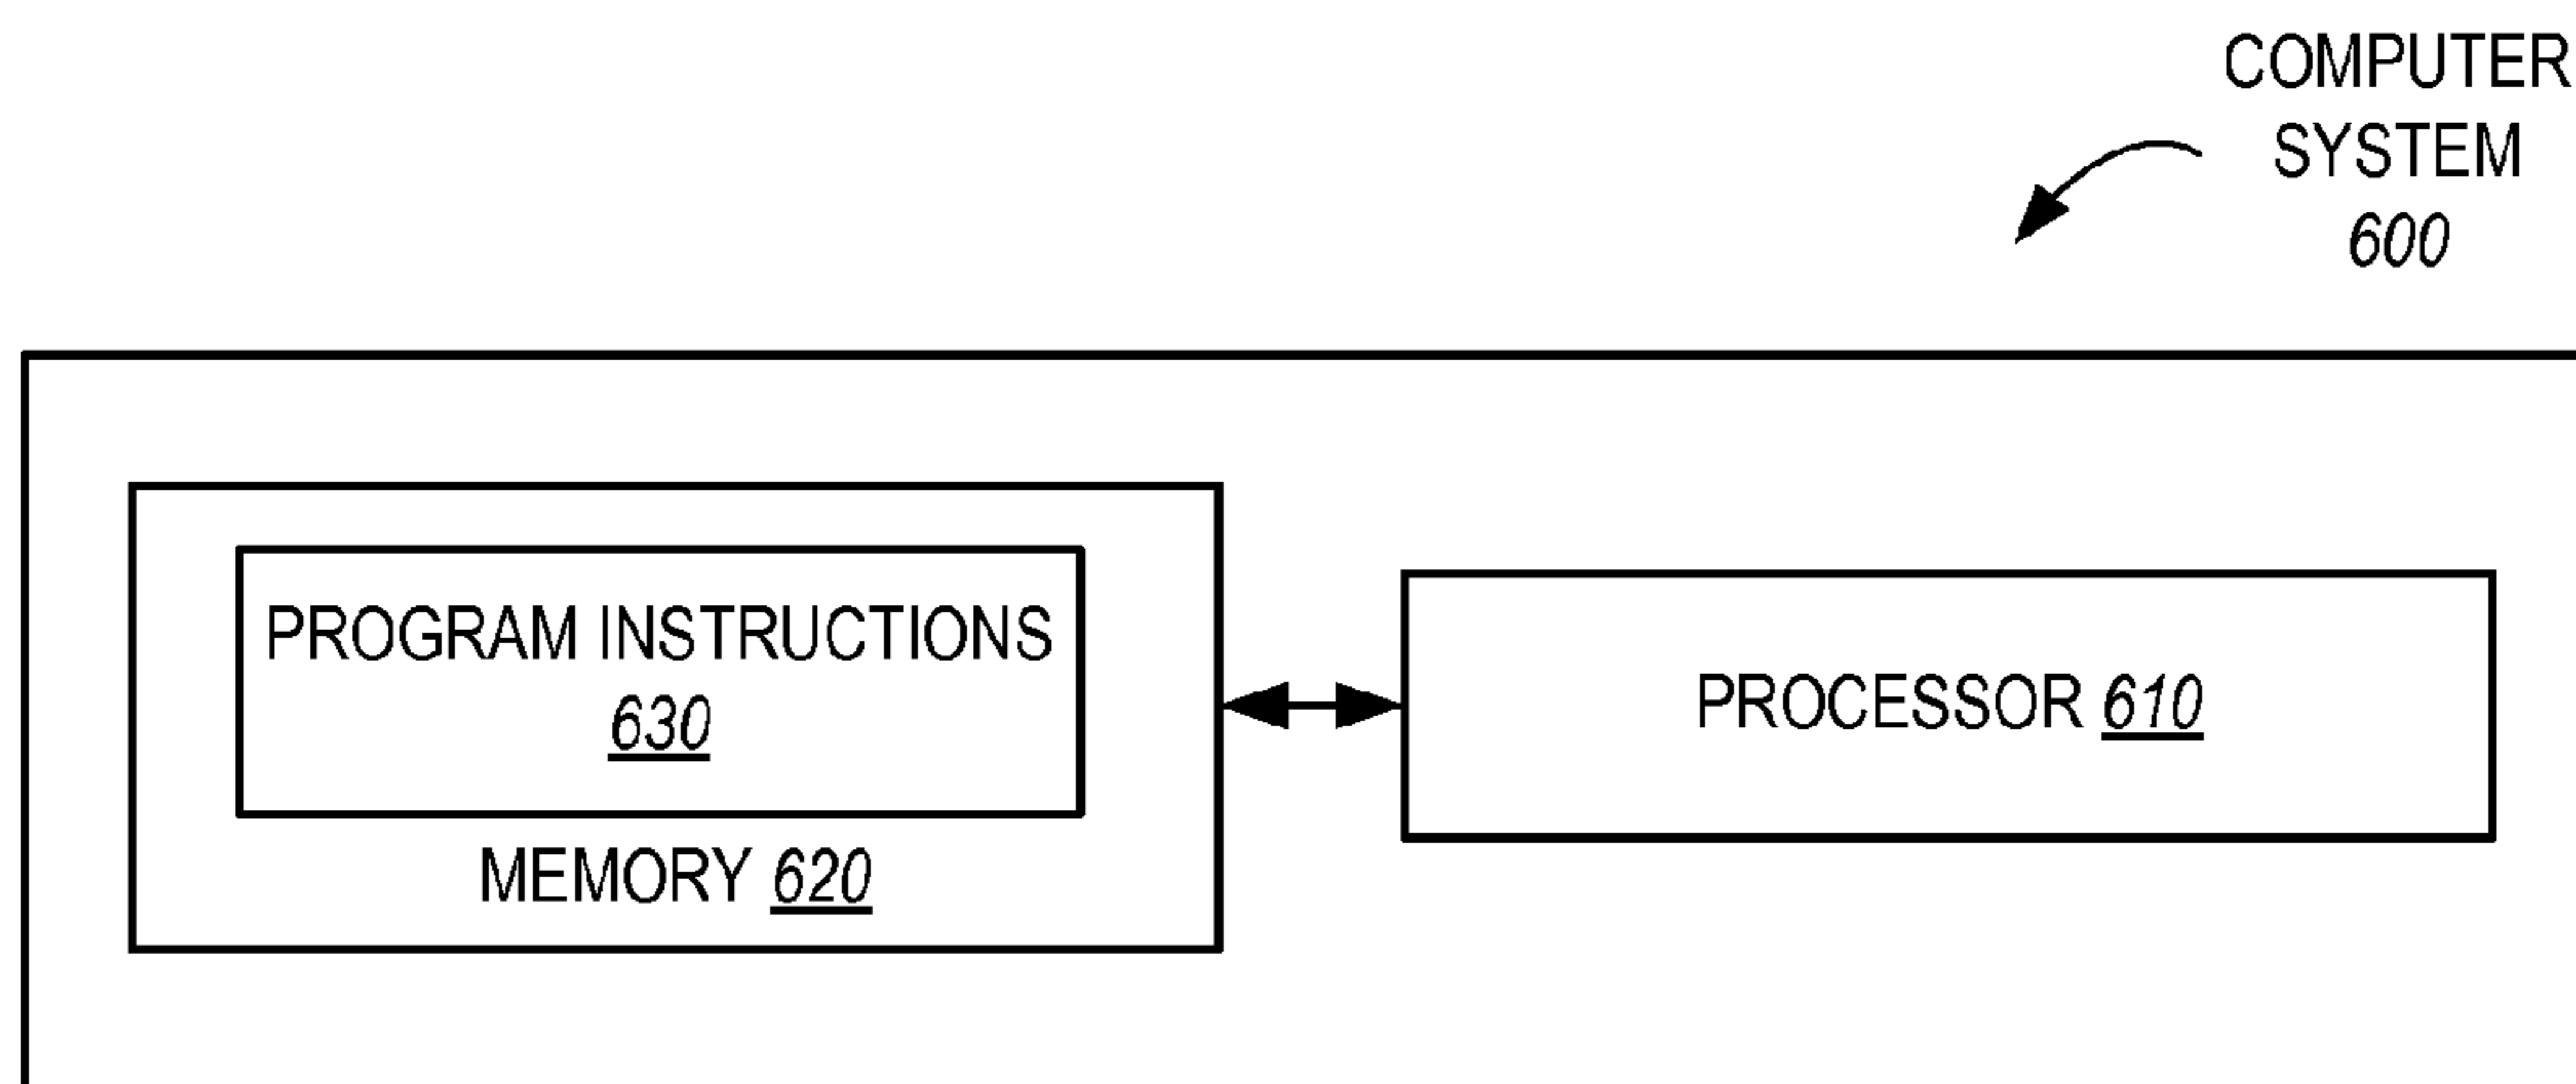 COMPUTER
SYSTEM
600
PROGRAM INSTRUCTIONS
630
MEMORY 620
PROCESSOR 610